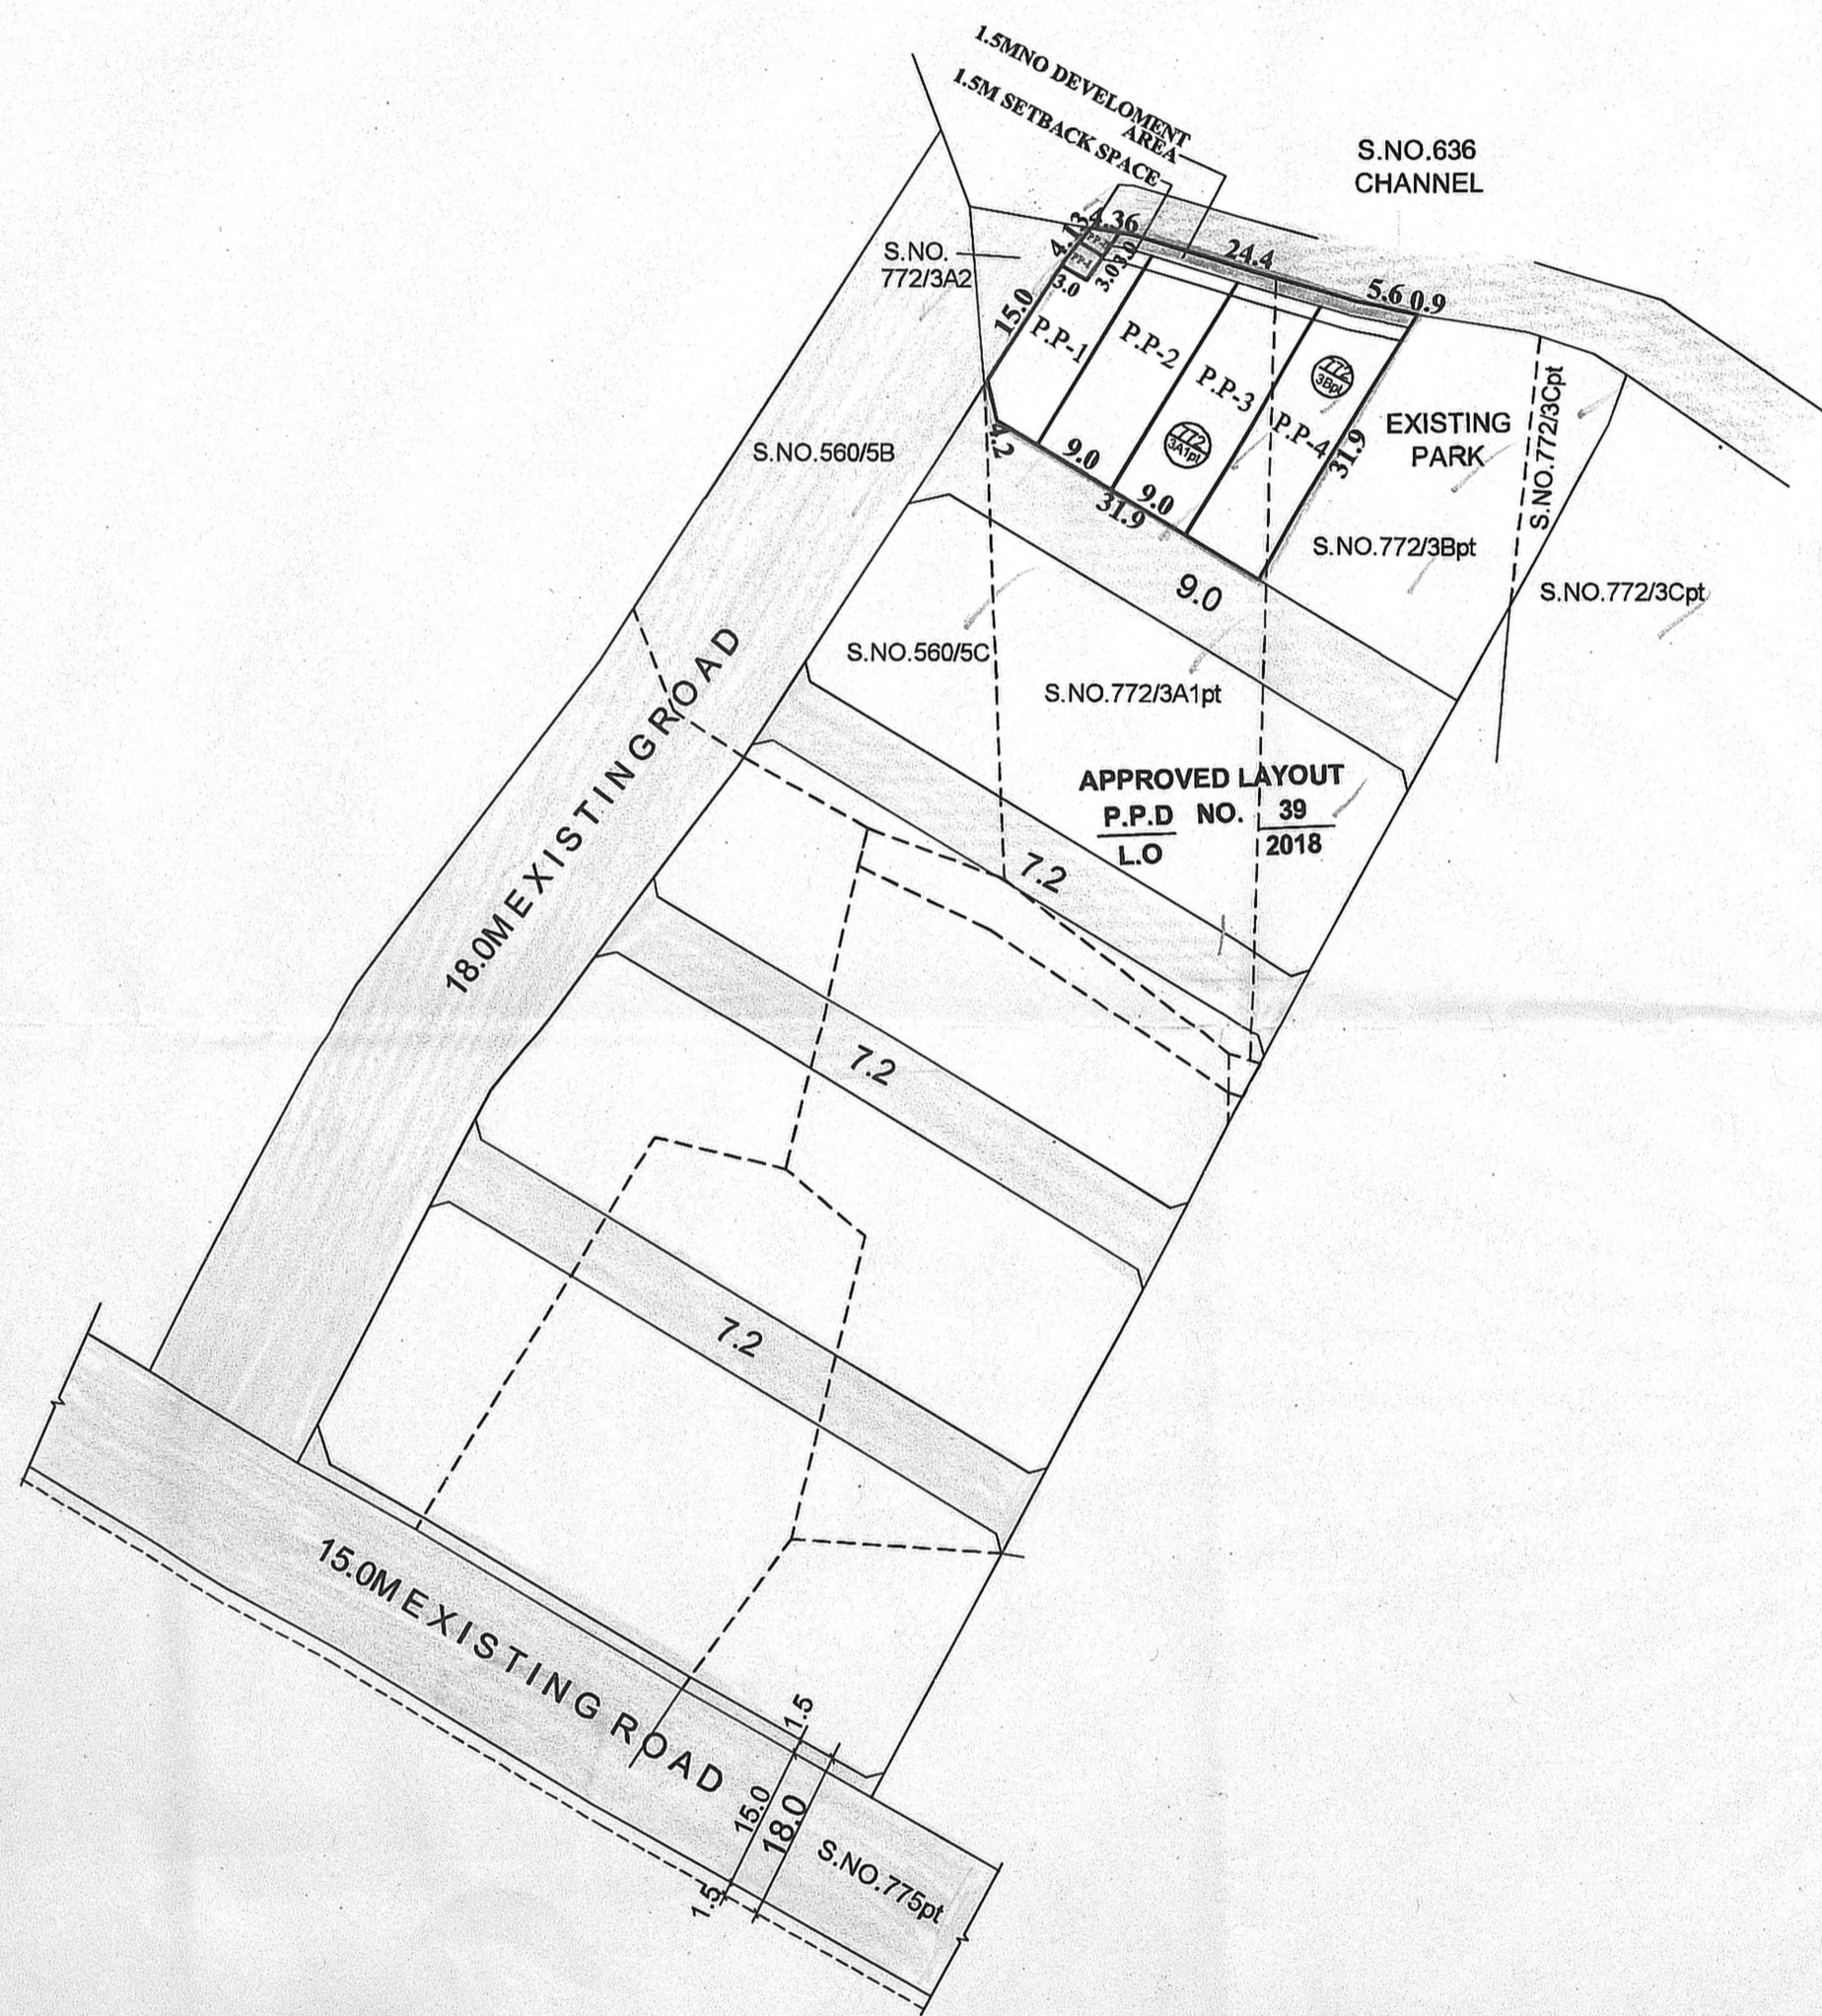 1.5MNO DEVELOMENT
AREA
1.5M SETBACK SPACE
S.NO.636
CHANNEL
S.NO.
772/3A2
4.36
4.13
3.0
3.0
3.0
24.4
5.6 0.9
15.0
P.P-1
P.P-2
P.P-3
P.P-4
772
3Bpt
772
3A1pt
31.9
EXISTING
PARK
S.NO.772/3Cpt
4.2
9.0
9.0
31.9
S.NO.560/5B
S.NO.772/3Bpt
S.NO.772/3Cpt
9.0
S.NO.560/5C
S.NO.772/3A1pt
18.0M EXISTING ROAD
APPROVED LAYOUT
P.P.D NO. 39
L.O 2018
7.2
7.2
7.2
15.0M EXISTING ROAD
1.5
15.0
18.0
1.5
S.NO.775pt